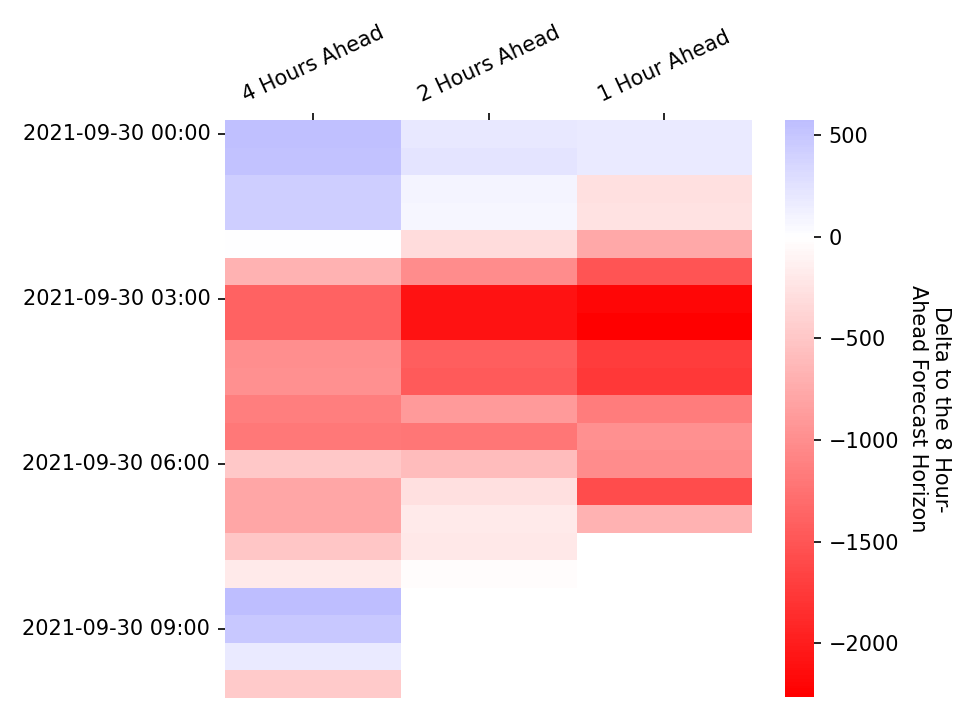 4 Hours Ahead
2 Hours Ahead
1 Hour Ahead
2021-09-30 00:00
2021-09-30 03:00
2021-09-30 06:00
2021-09-30 09:00
500
0
−500
−1000
−1500
−2000
Delta to the 8 Hour-
Ahead Forecast Horizon